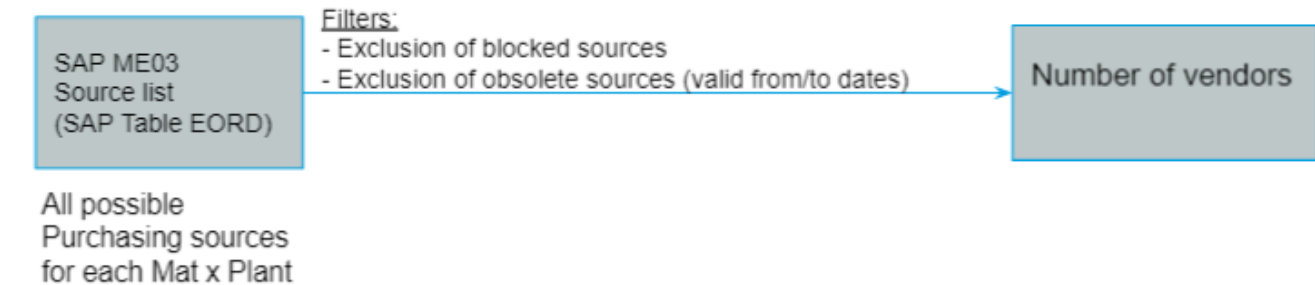 Filters:
- Exclusion of blocked sources
- Exclusion of obsolete sources (valid from/to dates)
SAP ME03
Source list
(SAP Table EORD)
Number of vendors
All possible
Purchasing sources
for each Mat x Plant